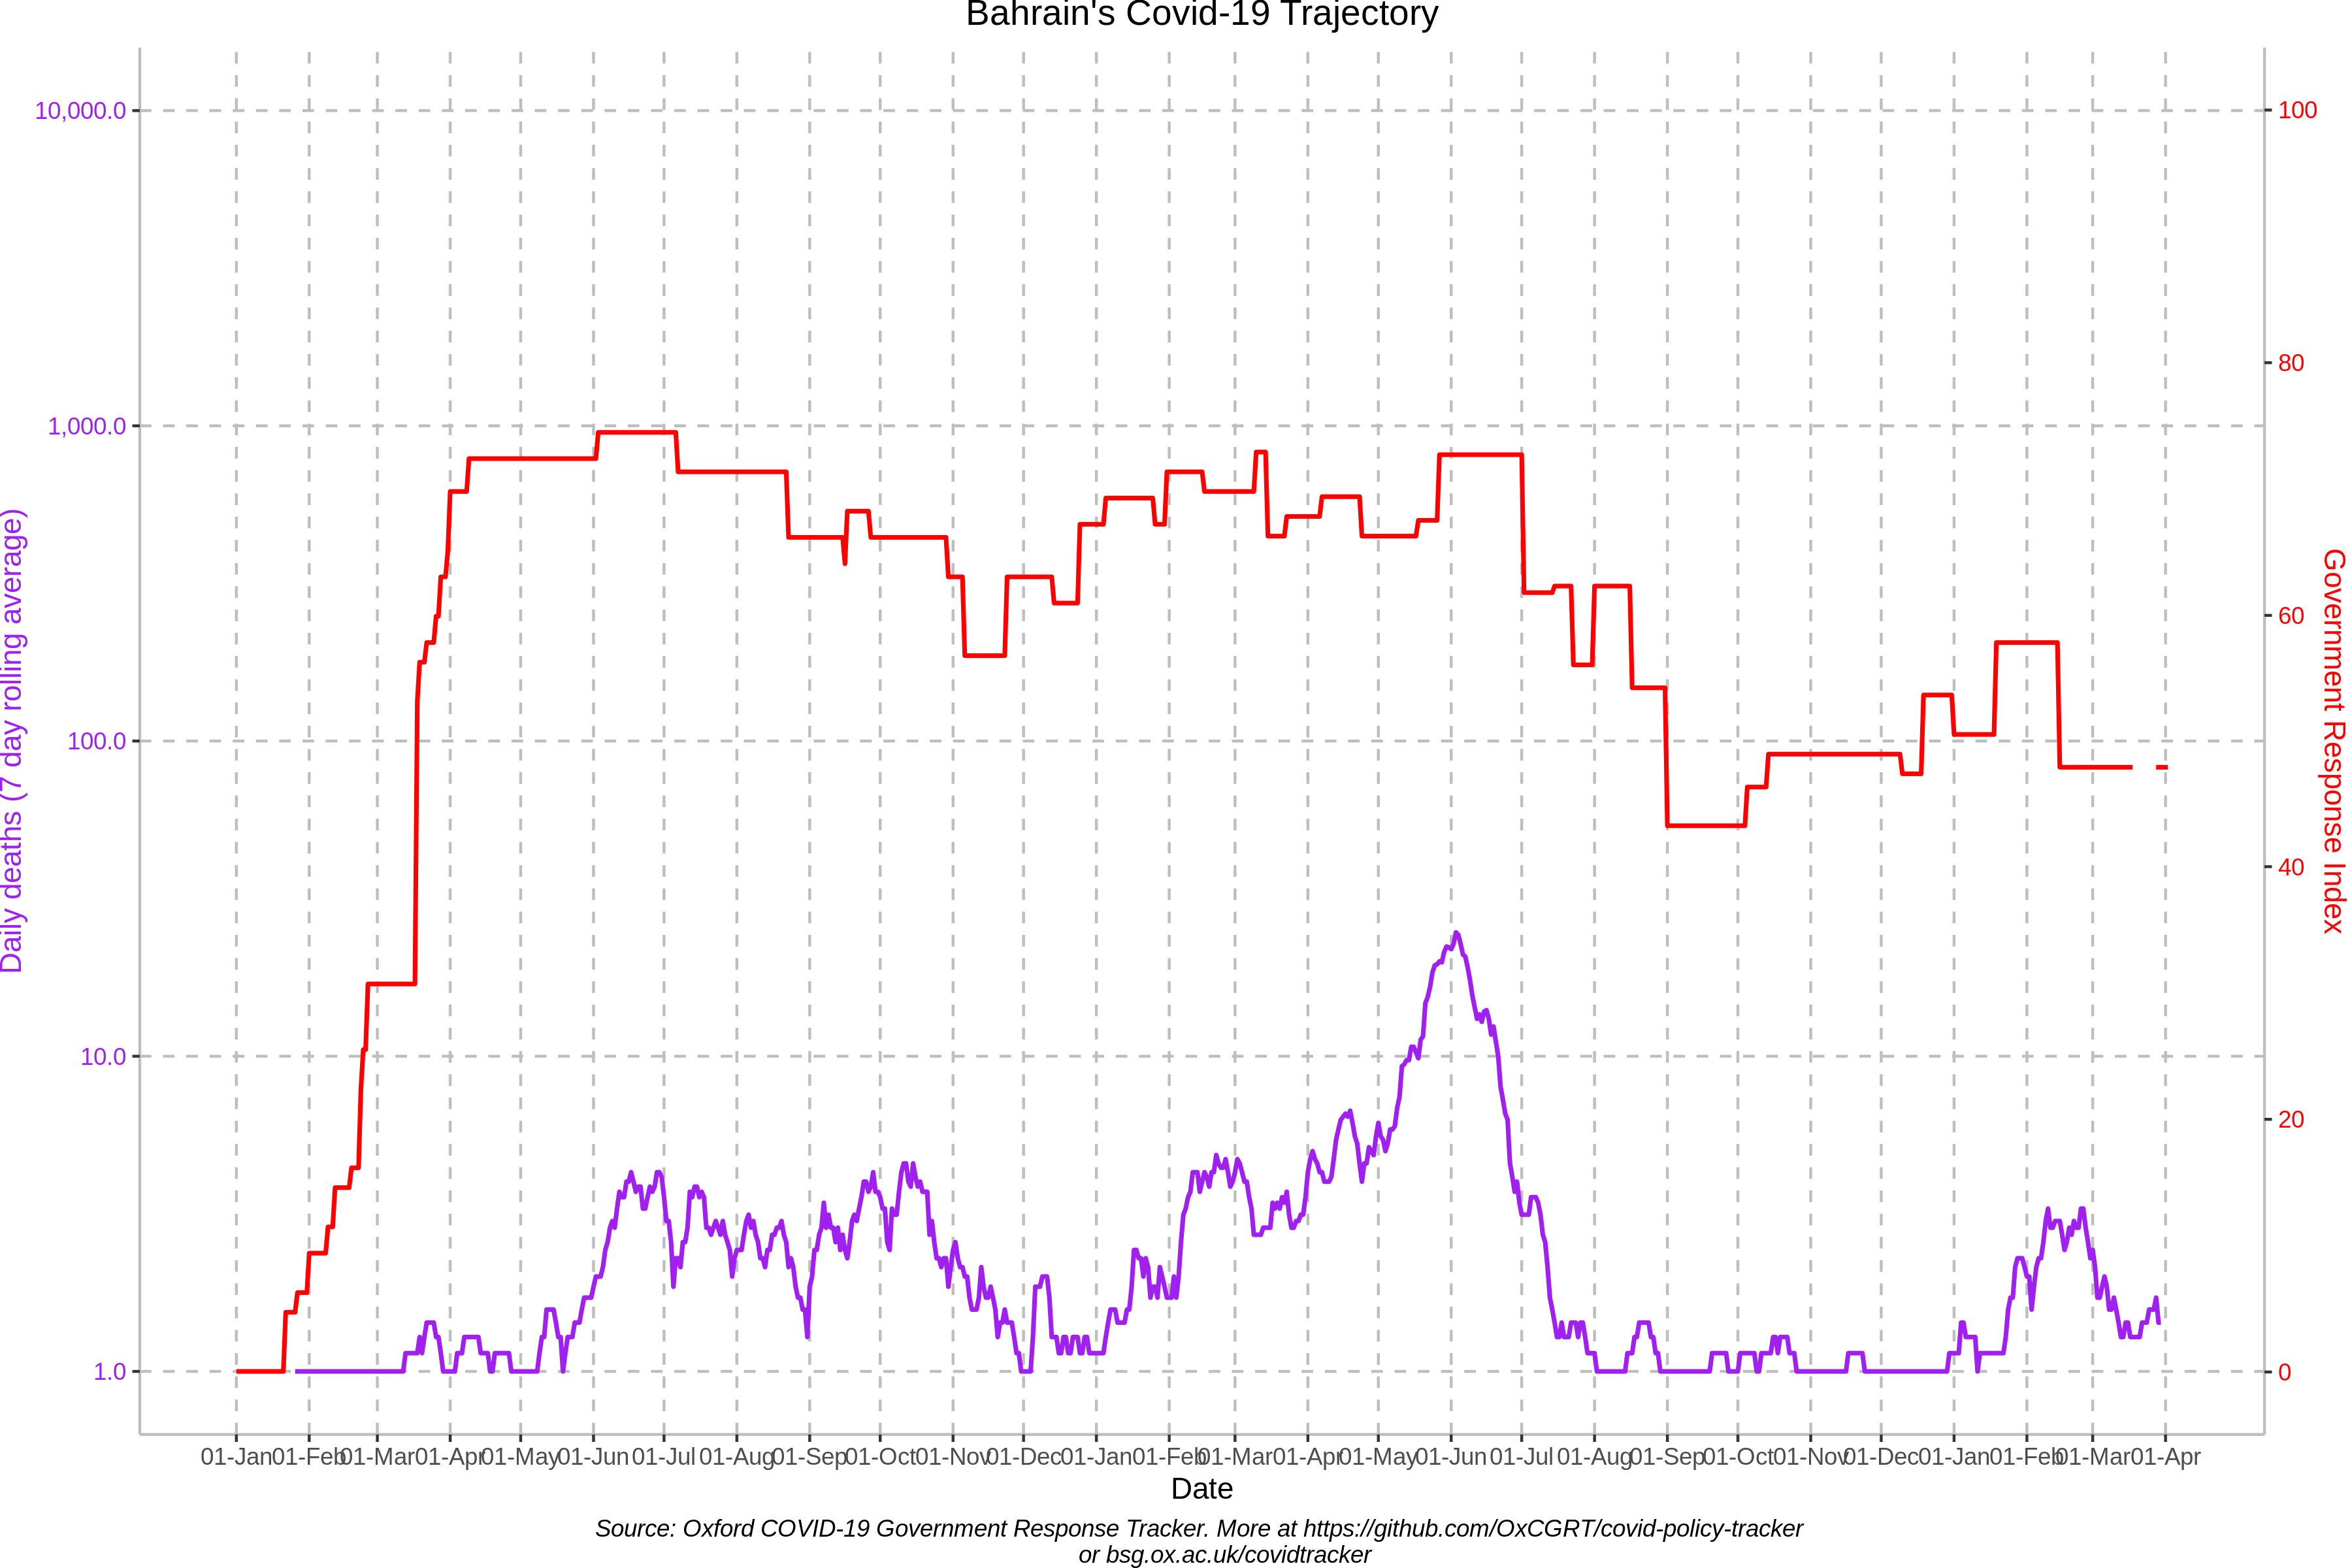 Bahrain's Covid-19 Trajectory
10,000.0
1,000.0
100.0
10.0
1.0
Daily deaths (7 day rolling average)
100
80
60
40
20
0
Government Response Index
01-Jan 01-Feb 01-Mar 01-Apr 01-May 01-Jun 01-Jul 01-Aug 01-Sep 01-Oct 01-Nov 01-Dec 01-Jan 01-Feb 01-Mar 01-Apr 01-May 01-Jun 01-Jul 01-Aug 01-Sep 01-Oct 01-Nov 01-Dec 01-Jan 01-Feb 01-Mar 01-Apr
Date
Source: Oxford COVID-19 Government Response Tracker. More at https://github.com/OxCGRT/covid-policy-tracker
or bsg.ox.ac.uk/covidtracker